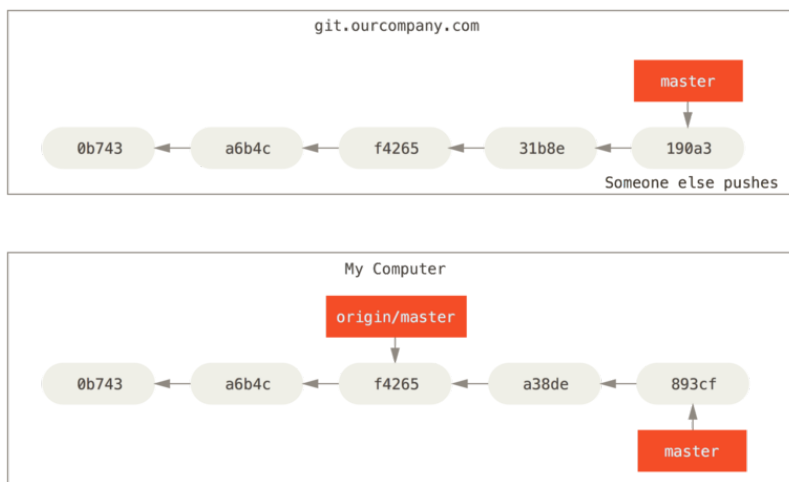 git.ourcompany.com
master
0b743 a6b4c f4265 31b8e 190a3
Someone else pushes
My Computer
origin/master
0b743 a6b4c f4265 a38de 893cf
master